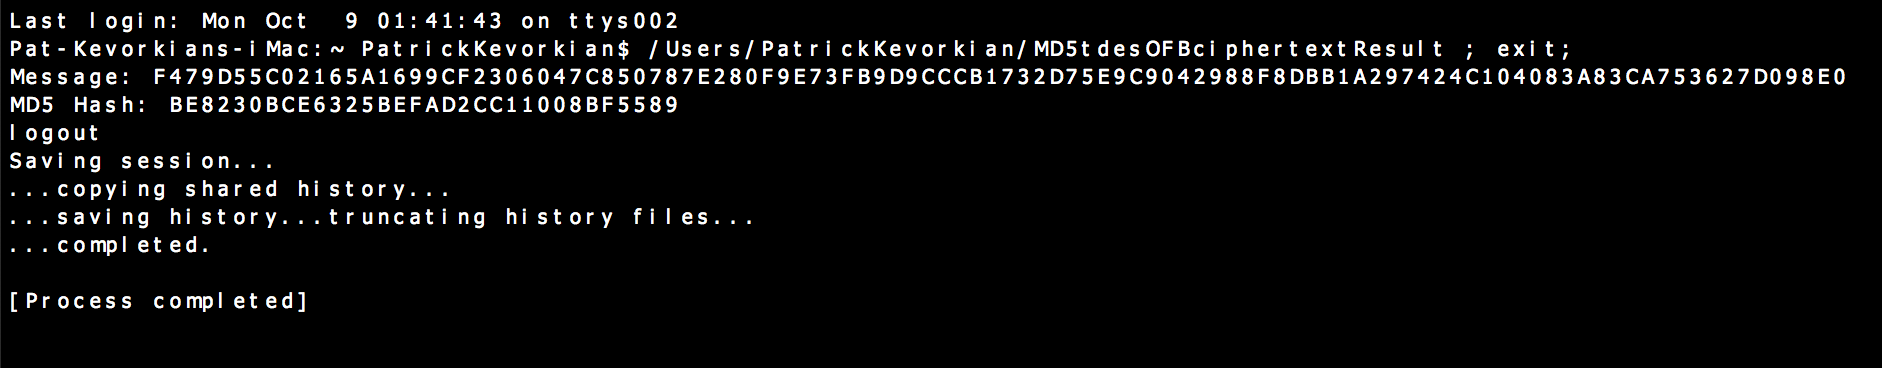 Last login: Mon Oct  9 01:41:43 on ttys002
Pat-Kevorkians-iMac:~ PatrickKevorkian$ /Users/PatrickKevorkian/MD5tdesOFBciphertextResult ; exit;
Message: F479D55C02165A1699CF2306047C850787E280F9E73FB9D9CCCB1732D75E9C9042988F8DBB1A297424C104083A83CA753627D098E0
MD5 Hash: BE8230BCE6325BEFAD2CC11008BF5589
logout
Saving session...
...copying shared history...
...saving history...truncating history files...
...completed.
[Process completed]